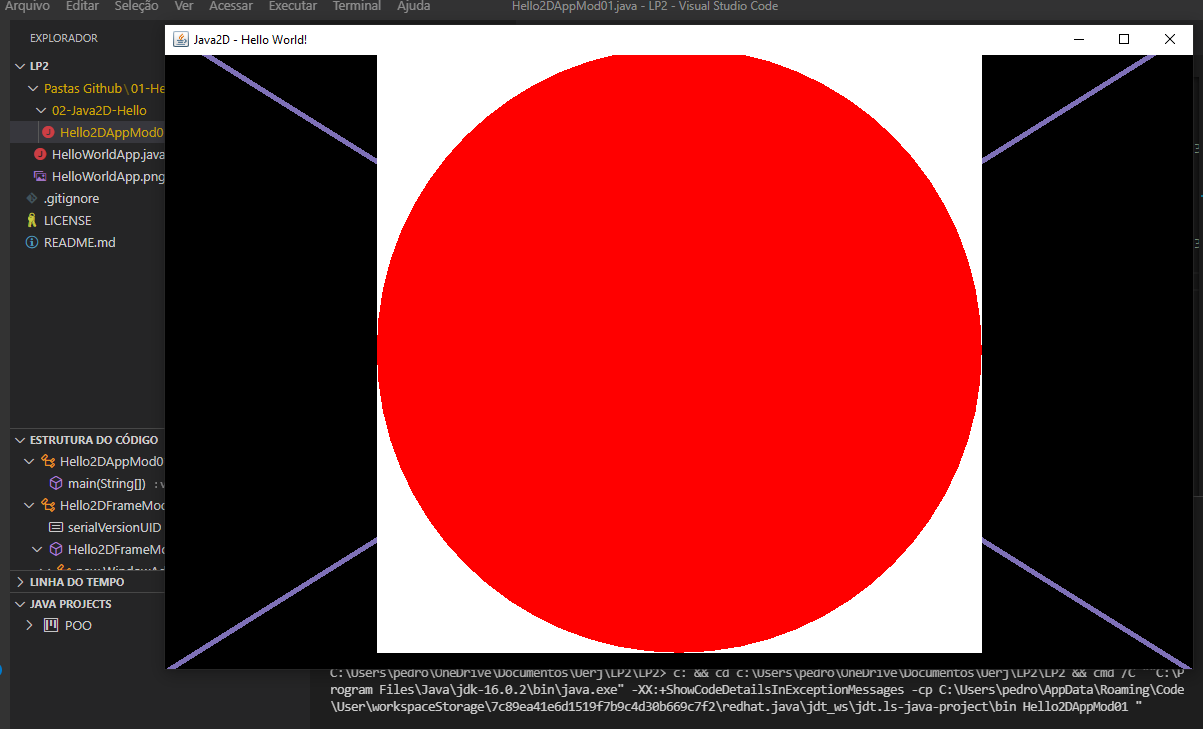 Arquivo Editar Seleção Ver Acessar Executar Terminal Ajuda Hello2DAppMod01.java - LP2 - Visual Studio Code
EXPLORADOR
Java2D - Hello World!
LP2
Pastas Github\01-He
02-Java2D-Hello
Hello2DAppMod0
HelloWorldApp.java
HelloWorldApp.png
.gitignore
LICENSE
README.md
ESTRUTURA DO CÓDIGO
Hello2DAppMod0
main(String[]) :
Hello2DFrameMod
serialVersionUID
Hello2DFrameMo
LINHA DO TEMPO
JAVA PROJECTS
POO
C:\Users\pedro\OneDrive\Documentos\Uerj\LP2\LP2> c: && cd c:\Users\pedro\OneDrive\Documentos\Uerj\LP2\LP2 && cmd /C " "C:\P
rogram Files\Java\jdk-16.0.2\bin\java.exe" -XX:+ShowCodeDetailsInExceptionMessages -cp C:\Users\pedro\AppData\Roaming\Code
\User\workspaceStorage\7c89ea41e6d1519f7b9c4d30b669c7f2\redhat.java\jdt_ws\jdt.ls-java-project\bin Hello2DAppMod01 "